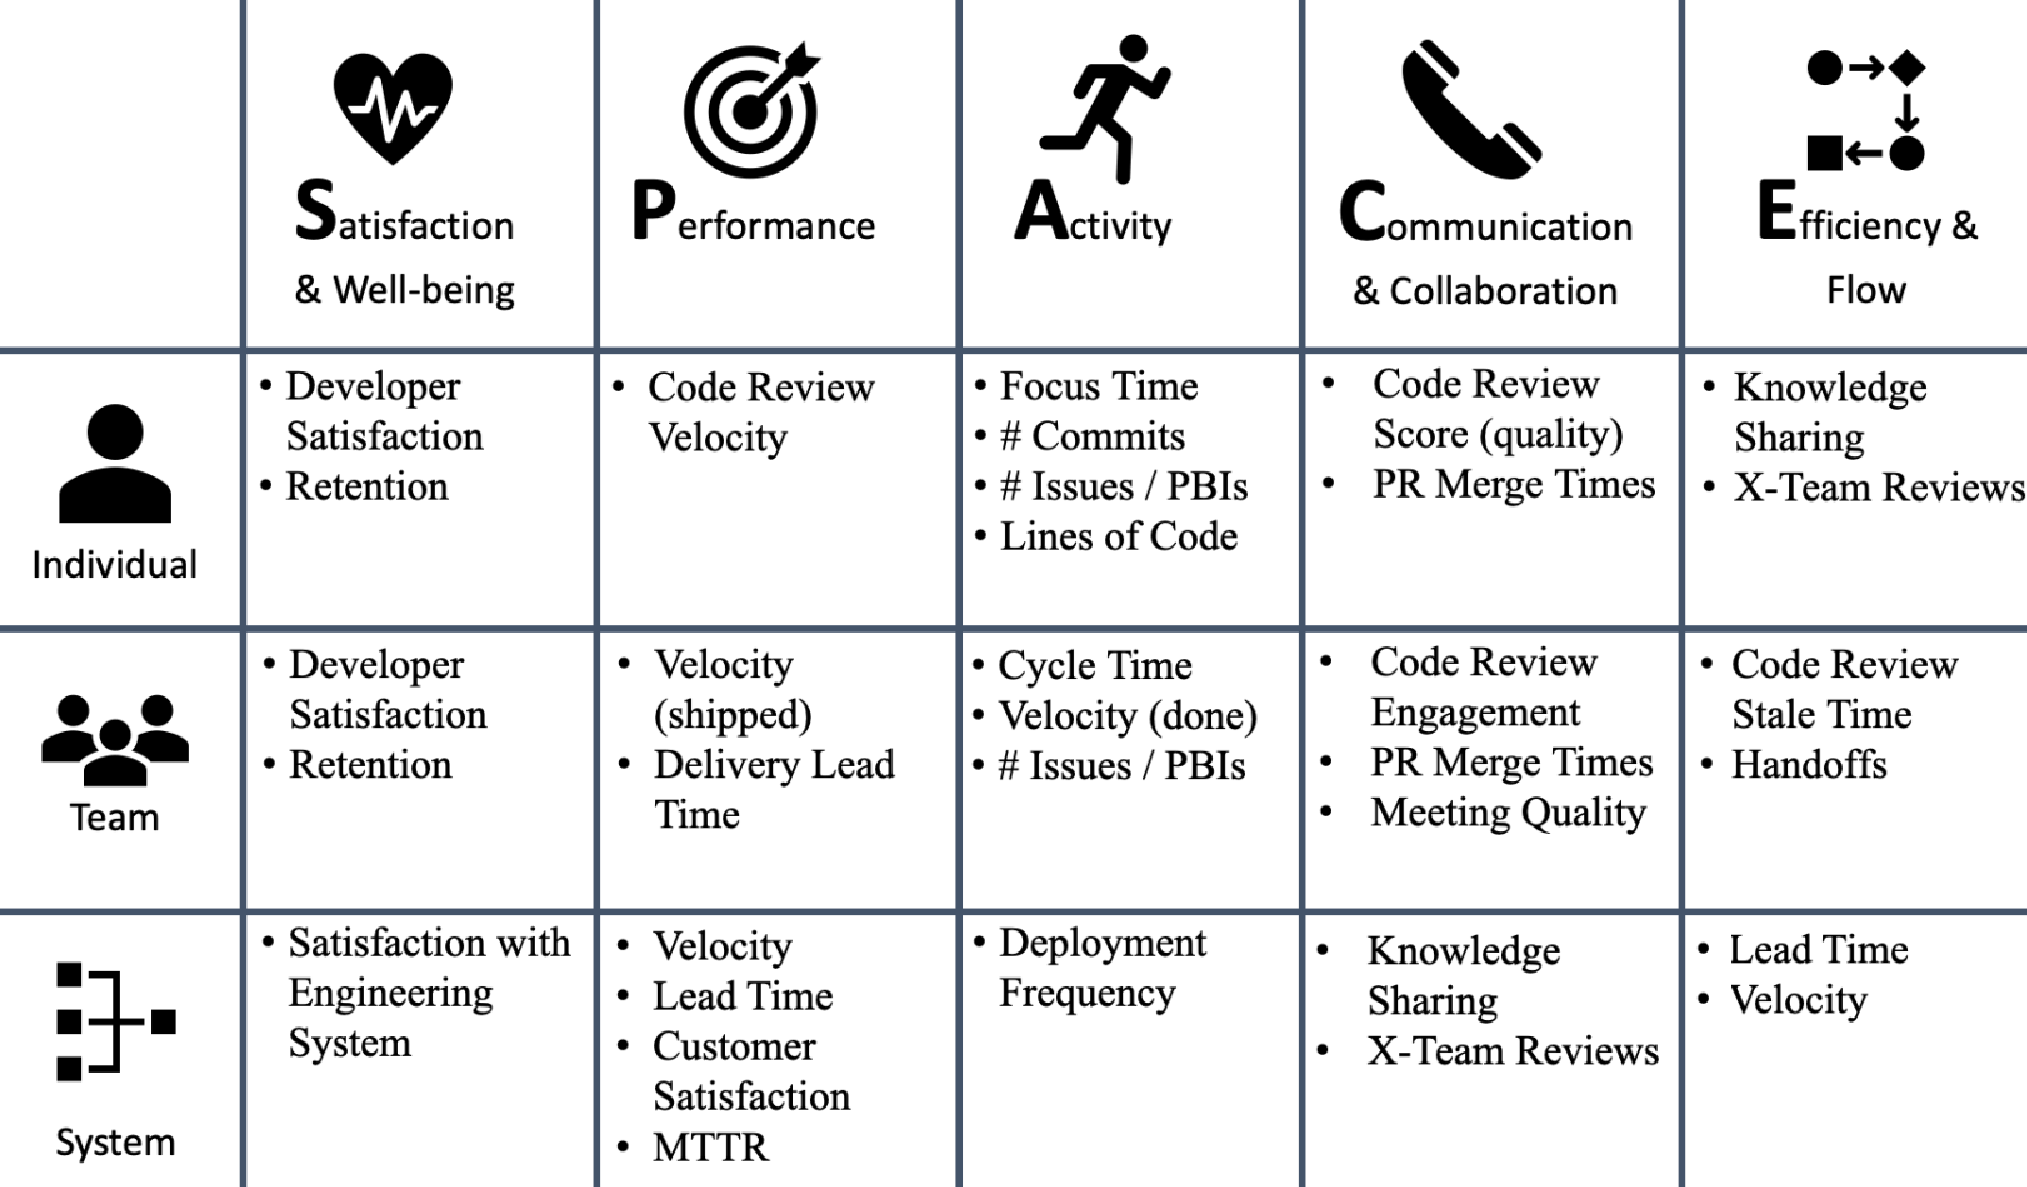 Satisfaction
& Well-being
Performance
Activity
Communication
& Collaboration
Efficiency &
Flow
Individual
• Developer
Satisfaction
• Retention
• Code Review
Velocity
• Focus Time
• # Commits
• # Issues / PBIs
• Lines of Code
• Code Review
Score (quality)
• PR Merge Times
• Knowledge
Sharing
• X-Team Reviews
Team
• Developer
Satisfaction
• Retention
• Velocity
(shipped)
• Delivery Lead
Time
• Cycle Time
• Velocity (done)
• # Issues / PBIs
• Code Review
Engagement
• PR Merge Times
• Meeting Quality
• Code Review
Stale Time
• Handoffs
System
• Satisfaction with
Engineering
System
• Velocity
• Lead Time
• Customer
Satisfaction
• MTTR
• Deployment
Frequency
• Knowledge
Sharing
• X-Team Reviews
• Lead Time
• Velocity